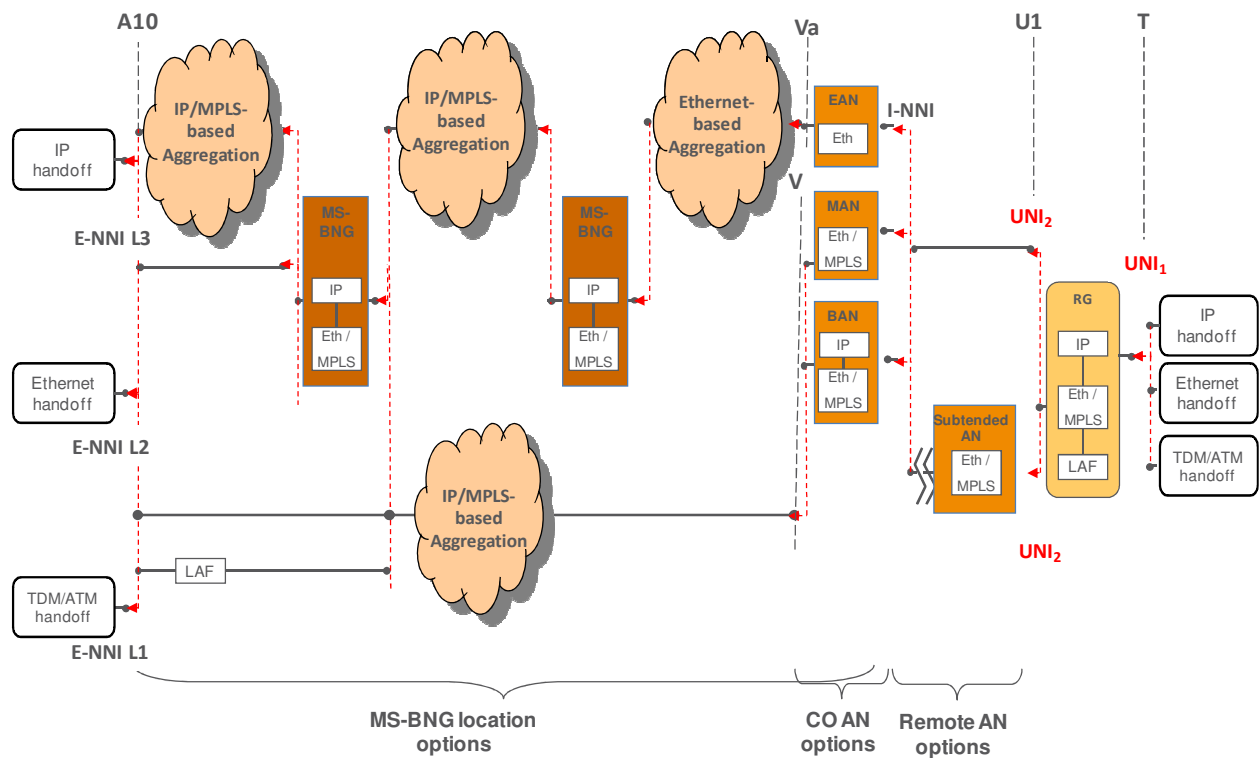 A10
Va
U1
T
IP/MPLS-
based
Aggregation
IP/MPLS-
based
Aggregation
Ethernet-
based
Aggregation
EAN
Eth
I-NNI
IP
handoff
E-NNI L3
V
MS-
BNG
IP
Eth /
MPLS
MS-
BNG
IP
Eth /
MPLS
MAN
Eth /
MPLS
UNI2
UNI1
BAN
IP
Eth /
MPLS
RG
IP
Eth /
MPLS
LAF
IP
handoff
Ethernet
handoff
TDM/ATM
handoff
Ethernet
handoff
E-NNI L2
Subtended
AN
Eth /
MPLS
IP/MPLS-
based
Aggregation
LAF
UNI2
TDM/ATM
handoff
E-NNI L1
MS-BNG location
options
CO AN
options
Remote AN
options